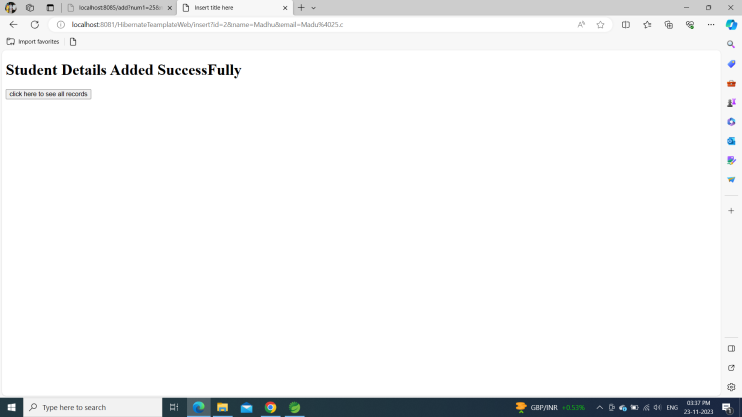 localhost:8085/add?num1=25&
Insert title here
localhost:8081/HibernateTeamplateWeb/insert?id=2&name=Madhu&email=Madu%4025.c
Import favorites
Student Details Added SuccessFully
click here to see all records
Type here to search
GBP/INR +0.53%
ENG
03:37 PM
23-11-2023